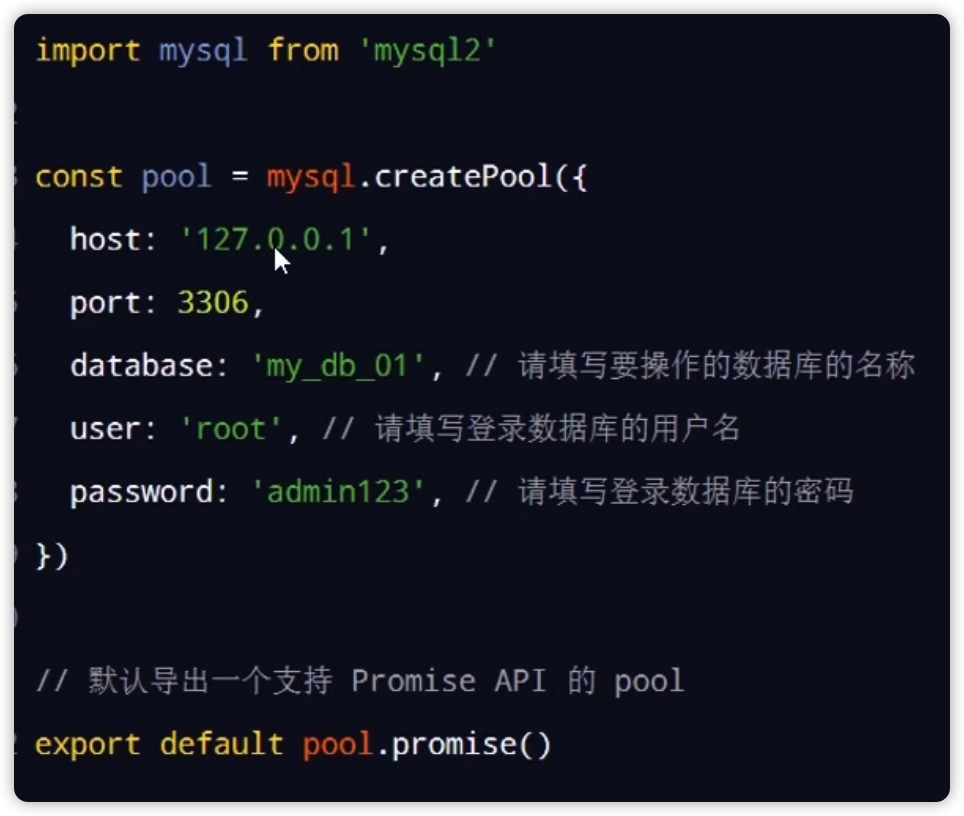 import mysql from 'mysql2'
const pool = mysql.createPool({
host: '127.0.0.1',
port: 3306,
database: 'my_db_01', // 请填写要操作的数据库的名称
user: 'root', // 请填写登录数据库的用户名
password: 'admin123', // 请填写登录数据库的密码
})
// 默认导出一个支持 Promise API 的 pool
export default pool.promise()